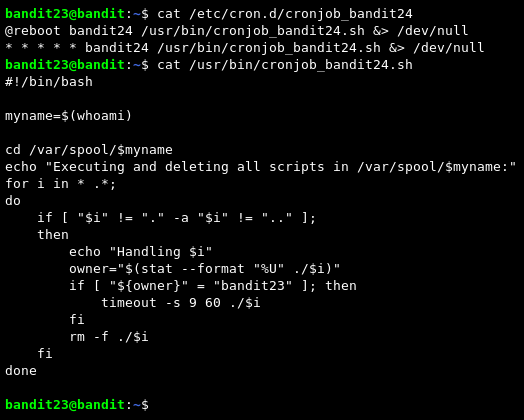 bandit23@bandit:~$ cat /etc/cron.d/cronjob_bandit24
@reboot bandit24 /usr/bin/cronjob_bandit24.sh &> /dev/null
* * * * * bandit24 /usr/bin/cronjob_bandit24.sh &> /dev/null
bandit23@bandit:~$ cat /usr/bin/cronjob_bandit24.sh
#!/bin/bash

myname=$(whoami)

cd /var/spool/$myname
echo "Executing and deleting all scripts in /var/spool/$myname:"
for i in * .*;
do
    if [ "$i" != "." -a "$i" != ".." ];
    then
        echo "Handling $i"
        owner="$(stat --format "%U" ./$i)"
        if [ "${owner}" = "bandit23" ]; then
            timeout -s 9 60 ./$i
        fi
        rm -f ./$i
    fi
done

bandit23@bandit:~$